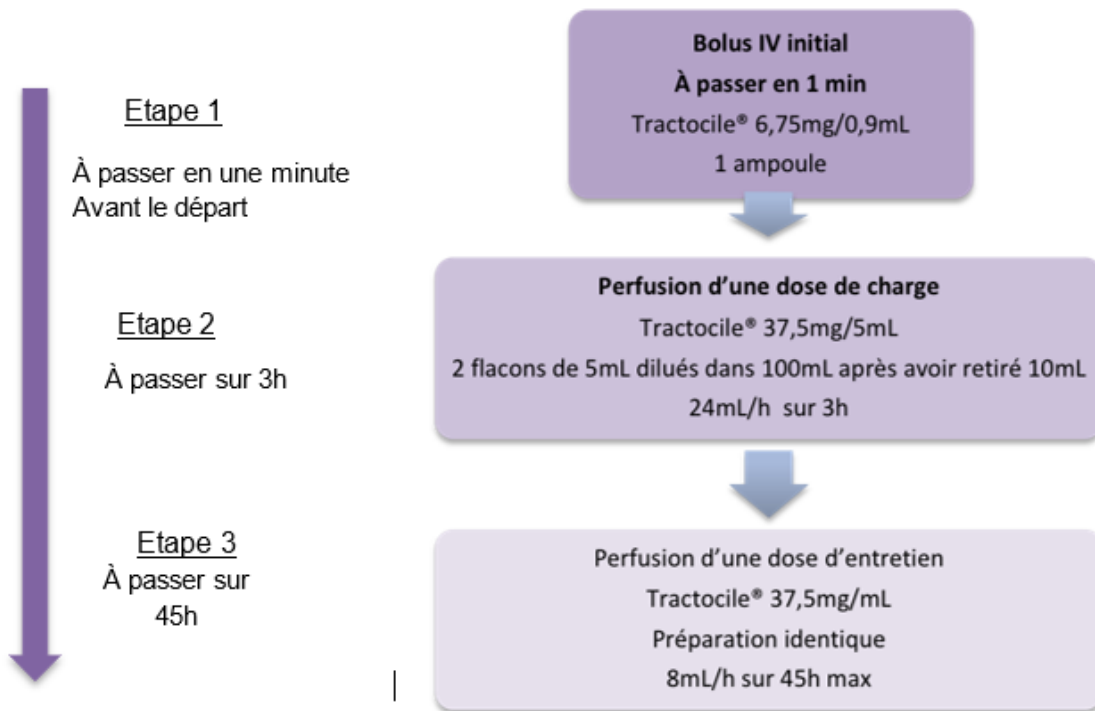 Etape 1
À passer en une minute
Avant le départ
Bolus IV initial
À passer en 1 min
Tractocile® 6,75mg/0,9mL
1 ampoule
Etape 2
À passer sur 3h
Perfusion d’une dose de charge
Tractocile® 37,5mg/5mL
2 flacons de 5mL dilués dans 100mL après avoir retiré 10mL
24mL/h sur 3h
Etape 3
À passer sur
45h
Perfusion d’une dose d’entretien
Tractocile® 37,5mg/mL
Préparation identique
8mL/h sur 45h max